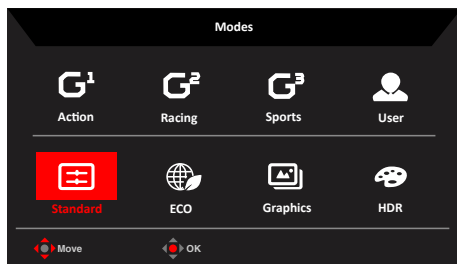 Modes
G¹ G² G³
Action Racing Sports User
Standard ECO Graphics HDR
Move OK